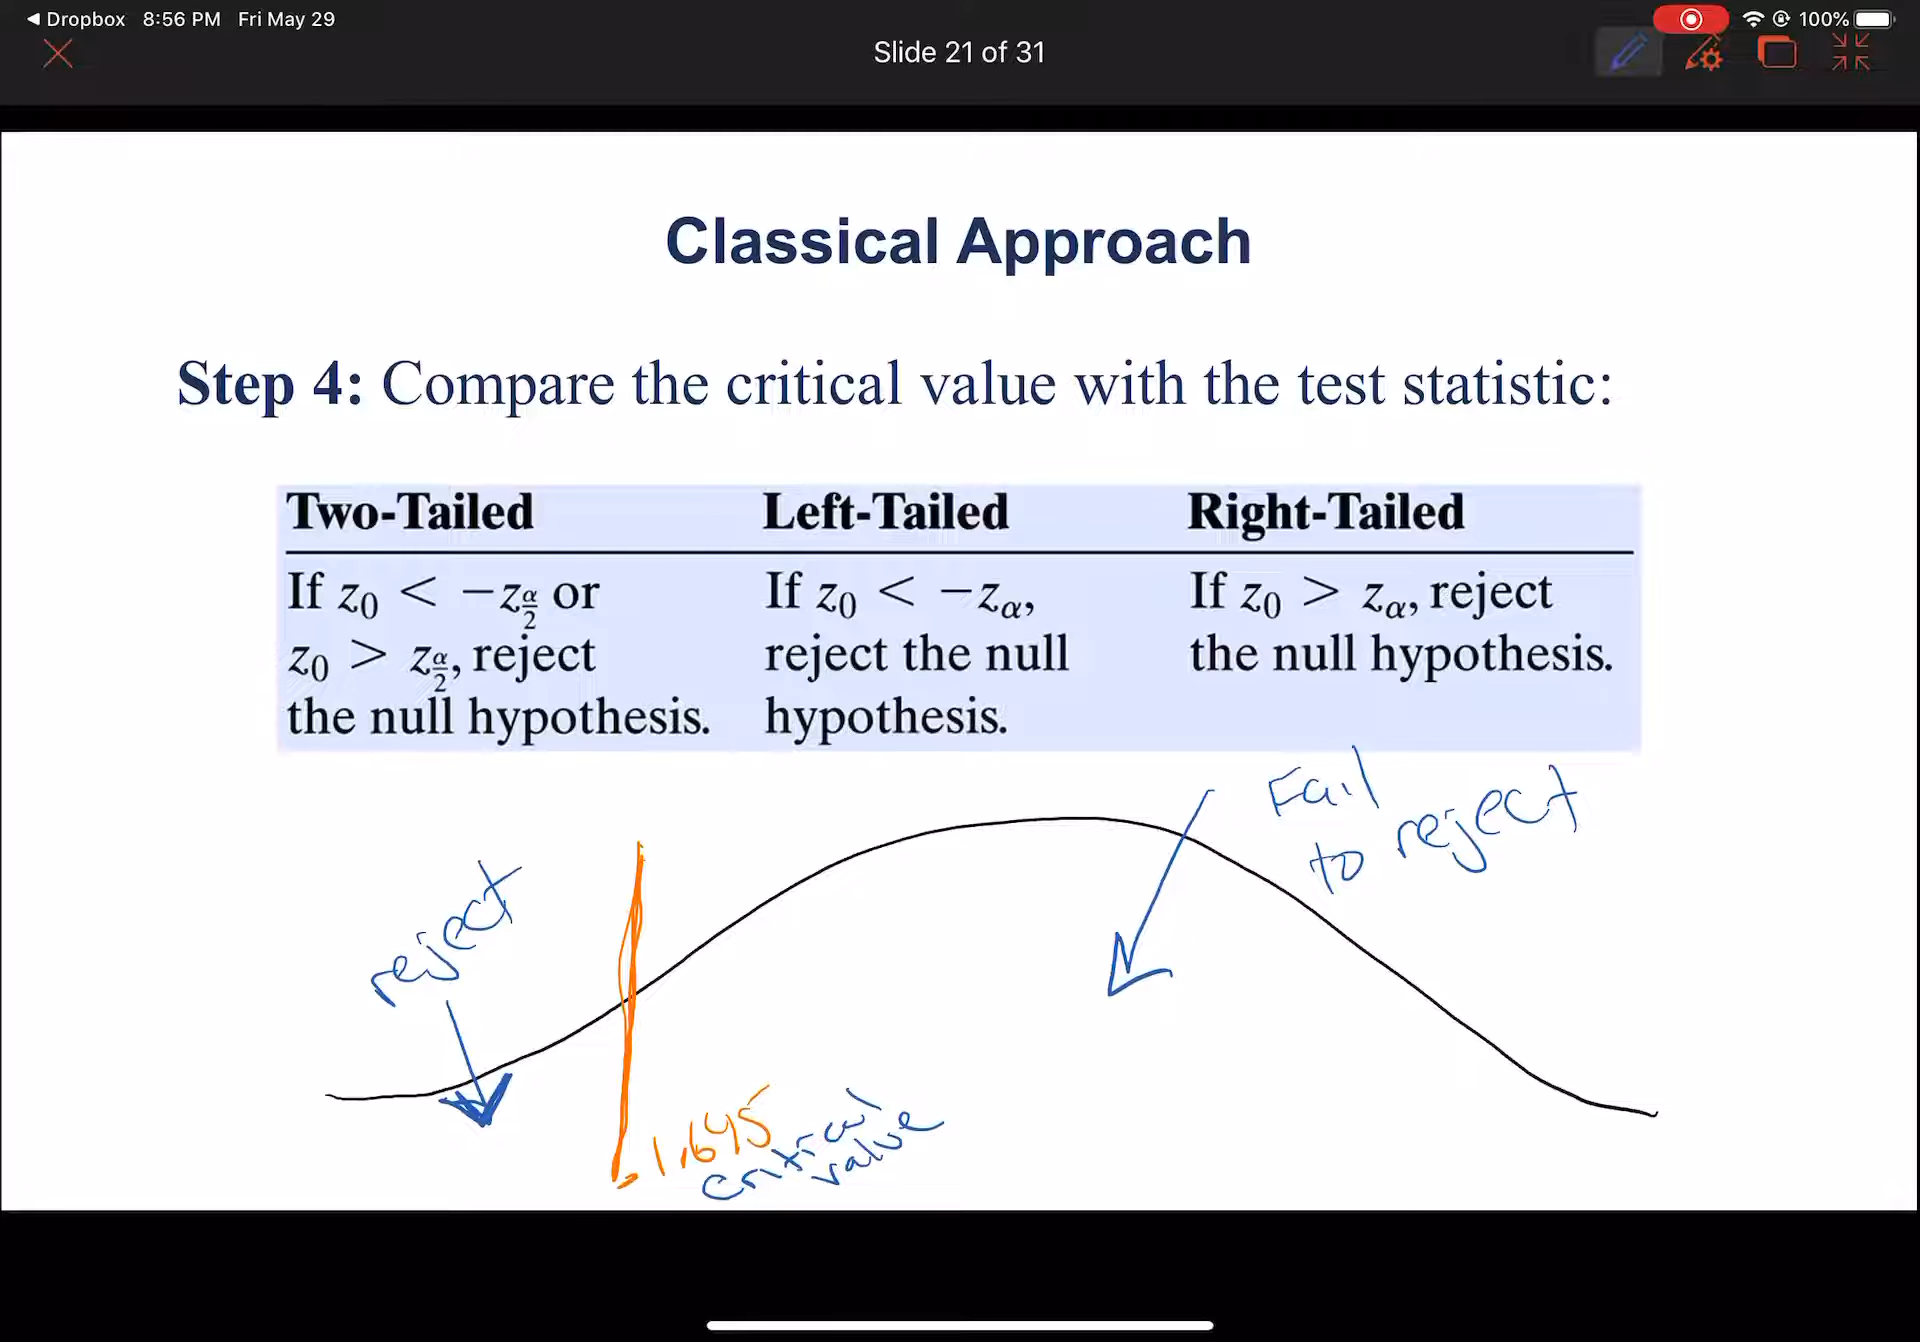 ◀ Dropbox 8:56 PM Fri May 29
100%
Slide 21 of 31
Classical Approach
Step 4: Compare the critical value with the test statistic:
Two-Tailed Left-Tailed Right-Tailed
If z₀ < −z_{α/2} or If z₀ < −z_α, If z₀ > z_α, reject
z₀ > z_{α/2}, reject reject the null the null hypothesis.
the null hypothesis. hypothesis.
Fail
to reject
reject
-1.645
critical
value